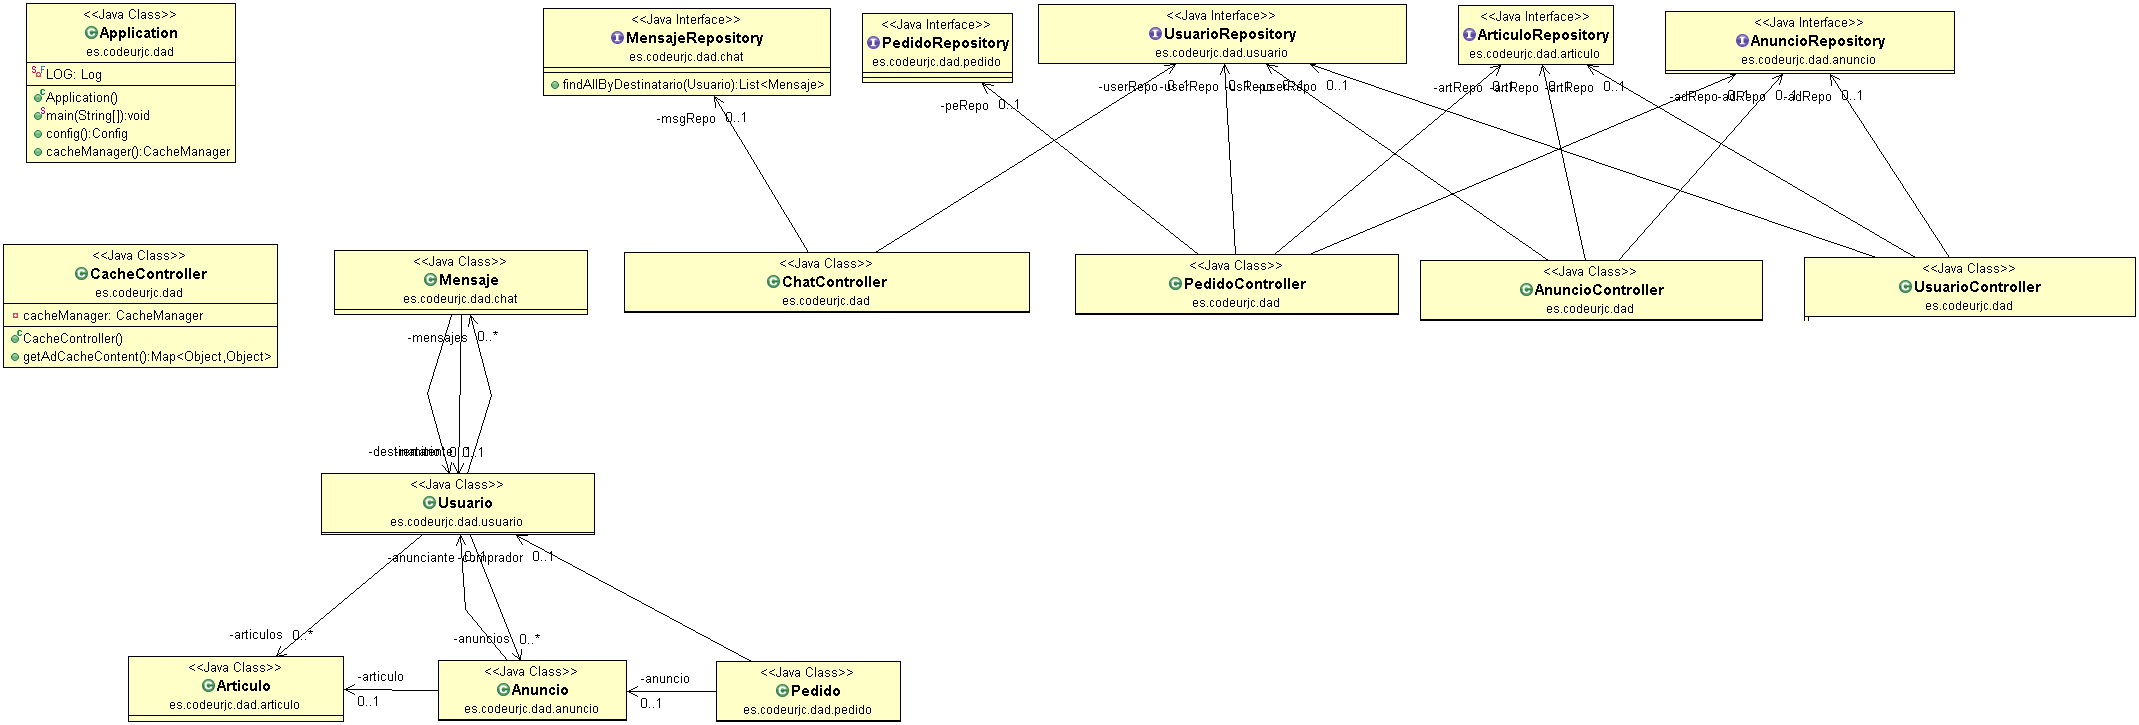 <<Java Class>>
Application
es.codeurjc.dad
LOG: Log
Application()
main(String[]):void
config():Config
cacheManager():CacheManager
<<Java Interface>>
MensajeRepository
es.codeurjc.dad.chat
findAllByDestinatario(Usuario):List<Mensaje>
<<Java Interface>>
PedidoRepository
es.codeurjc.dad.pedido
<<Java Interface>>
UsuarioRepository
es.codeurjc.dad.usuario
<<Java Interface>>
ArticuloRepository
es.codeurjc.dad.articulo
<<Java Interface>>
AnuncioRepository
es.codeurjc.dad.anuncio
-msgRepo 0..1
-peRepo 0..1
-userRepo 0..1
-userRepo
0..1
-artRepo
-artRepo
-artRepo 0..1
-adRepo
-adRepo 0..1
-adRepo 0..1
<<Java Class>>
CacheController
es.codeurjc.dad
cacheManager: CacheManager
CacheController()
getAdCacheContent():Map<Object,Object>
<<Java Class>>
Mensaje
es.codeurjc.dad.chat
<<Java Class>>
ChatController
es.codeurjc.dad
<<Java Class>>
PedidoController
es.codeurjc.dad
<<Java Class>>
AnuncioController
es.codeurjc.dad
<<Java Class>>
UsuarioController
es.codeurjc.dad
-mensajes 0..*
0..1
<<Java Class>>
Usuario
es.codeurjc.dad.usuario
-anunciante 0..1
-comprador 0..1
-articulos 0..*
-anuncios 0..*
<<Java Class>>
Articulo
es.codeurjc.dad.articulo
-articulo
0..1
<<Java Class>>
Anuncio
es.codeurjc.dad.anuncio
-anuncio
0..1
<<Java Class>>
Pedido
es.codeurjc.dad.pedido